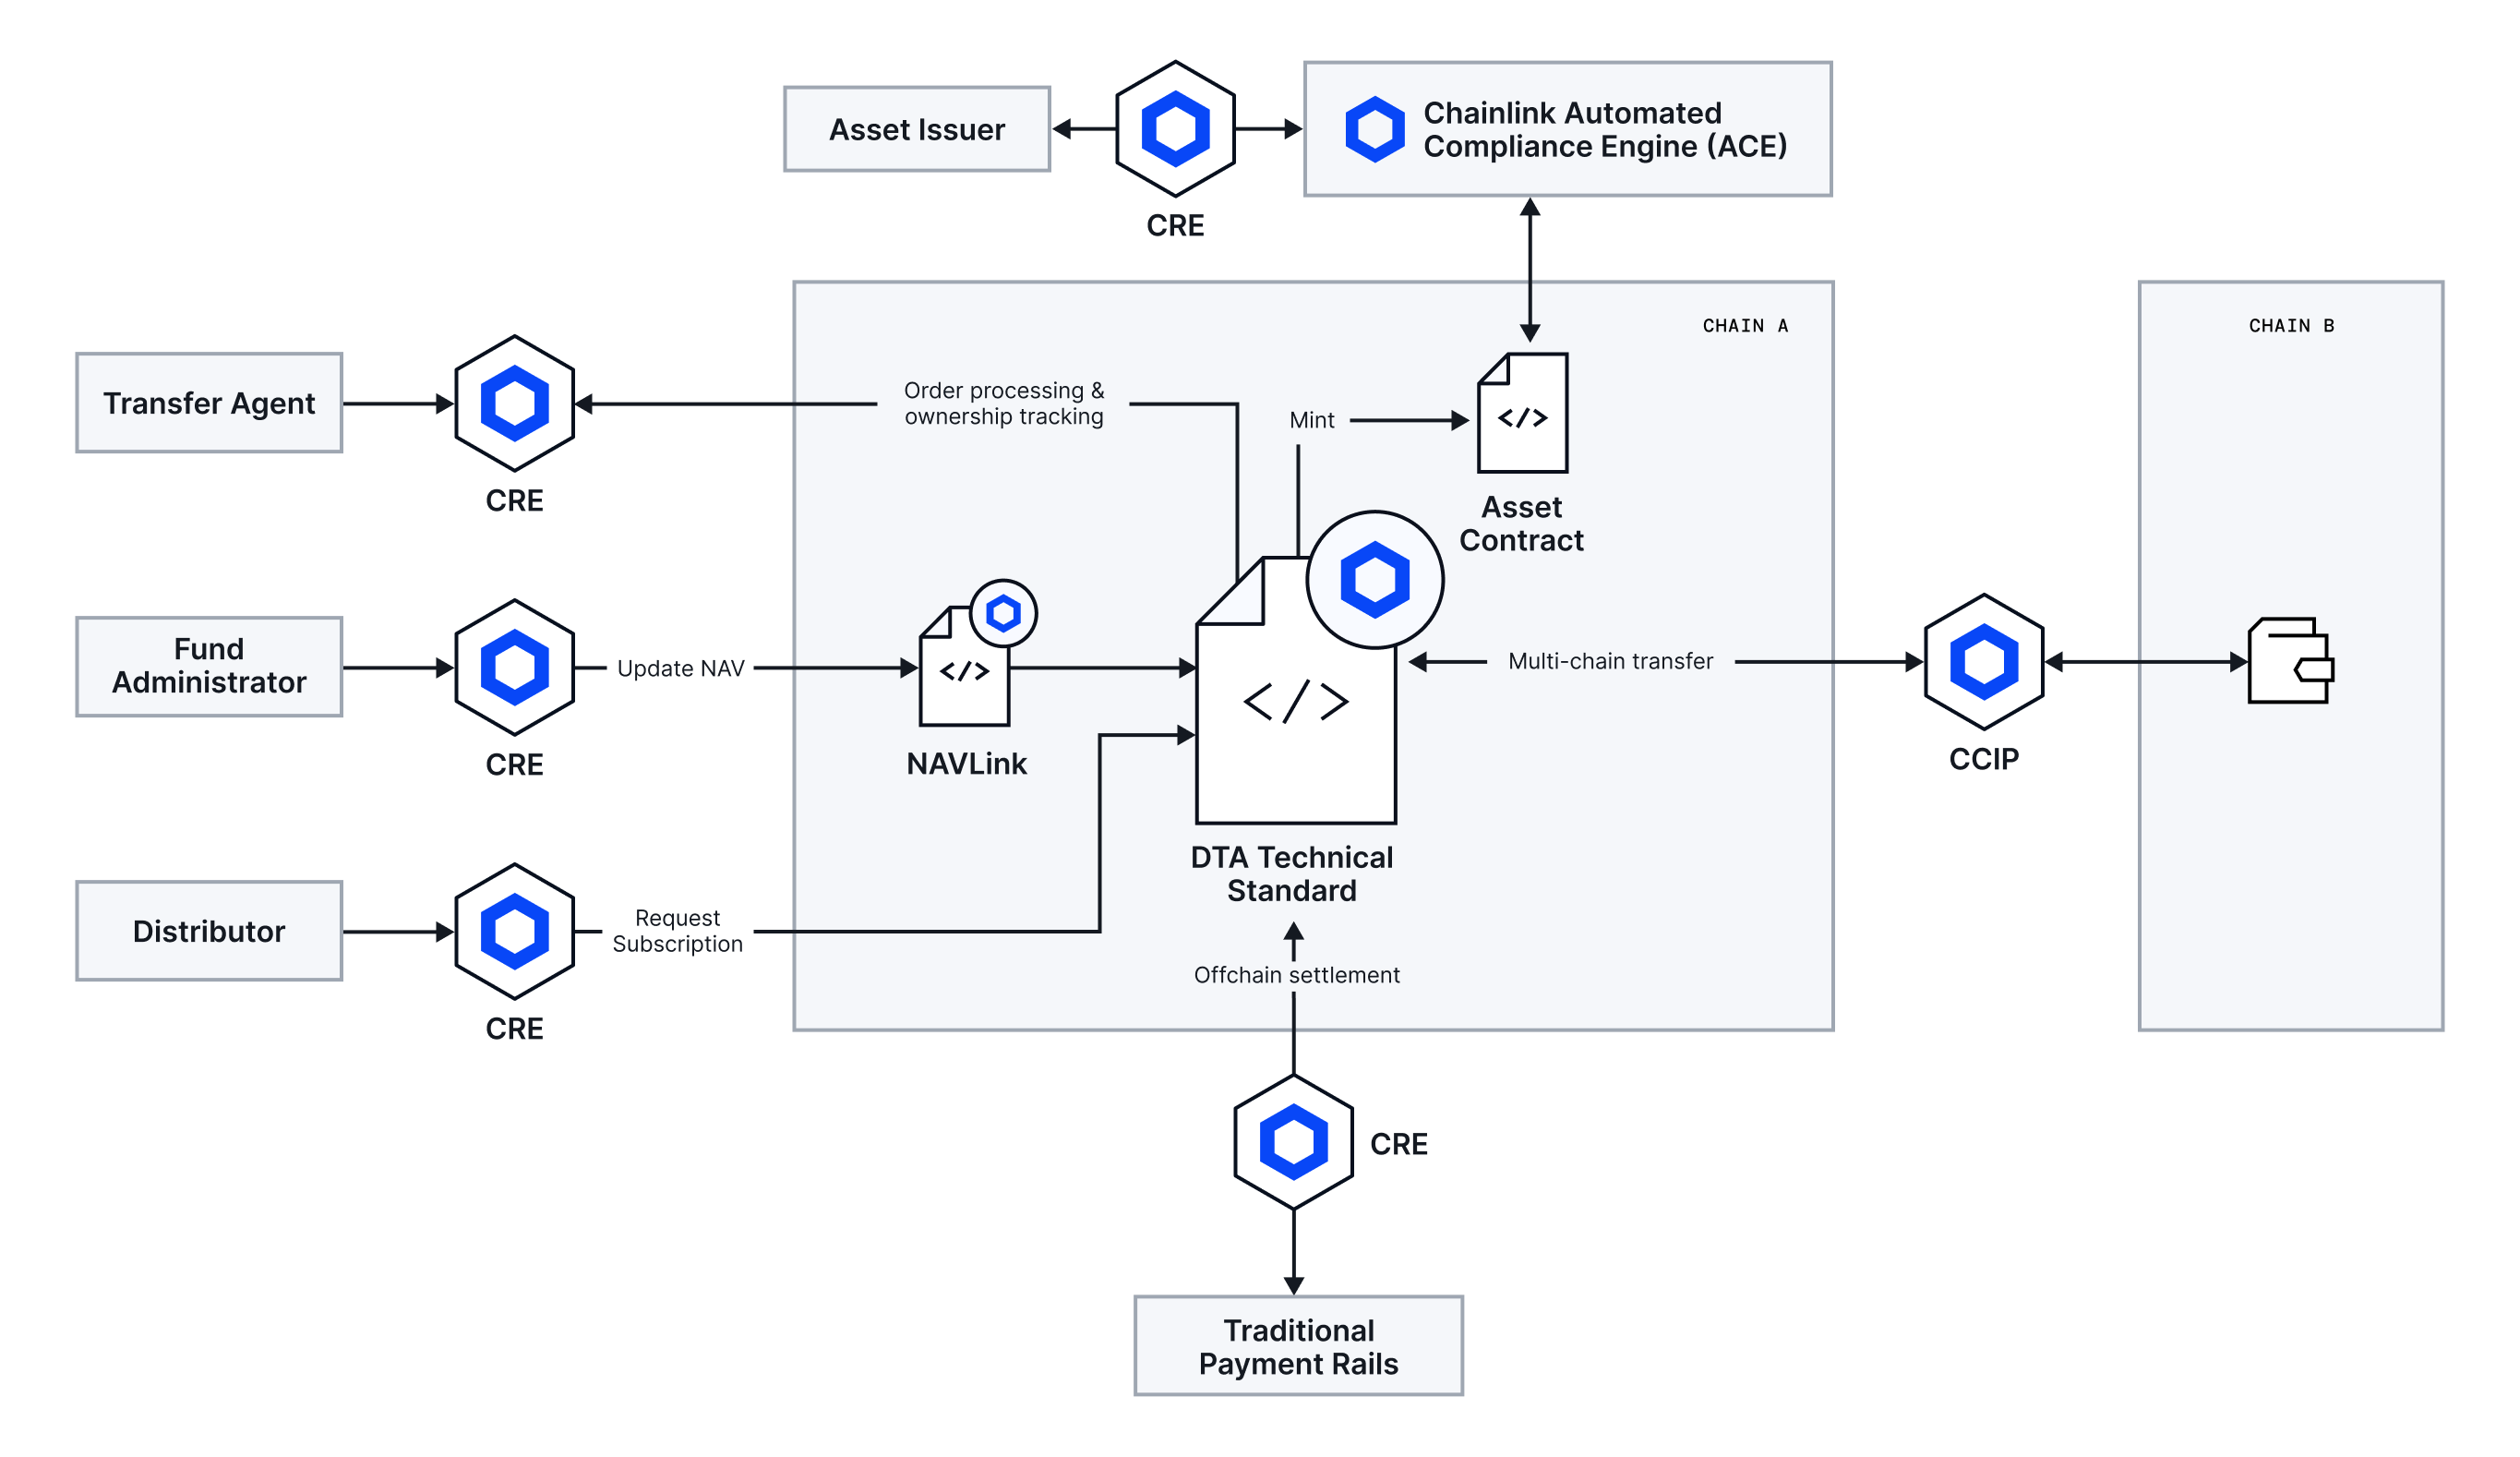 Asset Issuer
CRE
Chainlink Automated
Compliance Engine (ACE)
CHAIN A
CHAIN B
Transfer Agent
CRE
Order processing &
ownership tracking
Mint
</>
Asset
Contract
Fund
Administrator
CRE
Update NAV
</>
NAVLink
</>
DTA Technical
Standard
Multi-chain transfer
CCIP
Distributor
CRE
Request
Subscription
Offchain settlement
CRE
Traditional
Payment Rails